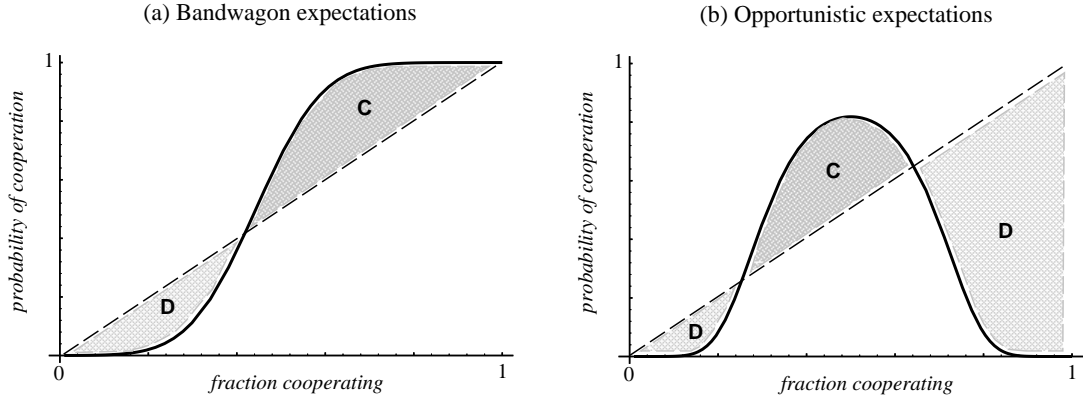 (a) Bandwagon expectations
1
probability of cooperation
C
D
0
fraction cooperating
1
(b) Opportunistic expectations
1
probability of cooperation
C
D
D
0
fraction cooperating
1